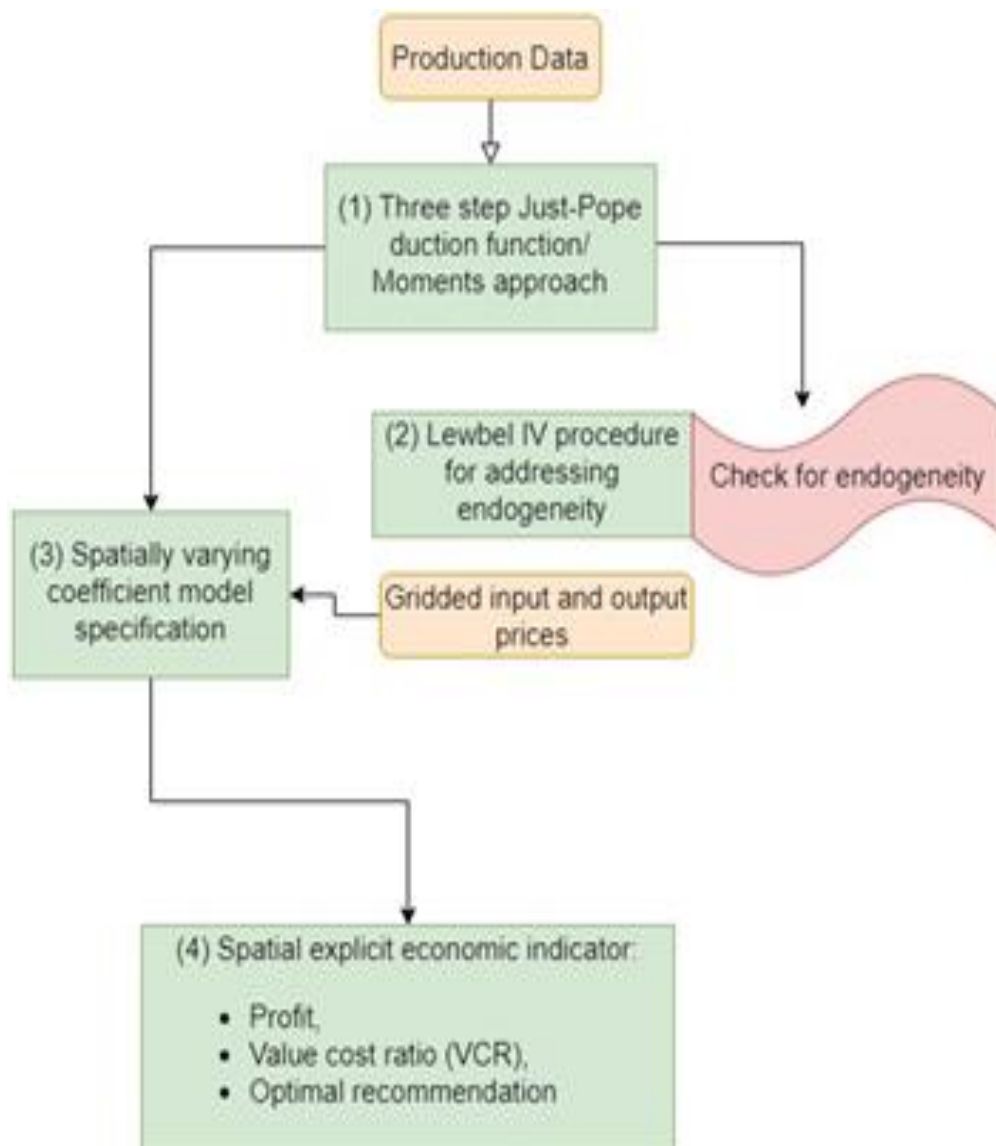 Production Data
(1) Three step Just-Pope
duction function/
Moments approach
(2) Lewbel IV procedure
for addressing
endogeneity
Check for endogeneity
(3) Spatially varying
coefficient model
specification
Gridded input and output
prices
(4) Spatial explicit economic indicator:
• Profit,
• Value cost ratio (VCR),
• Optimal recommendation